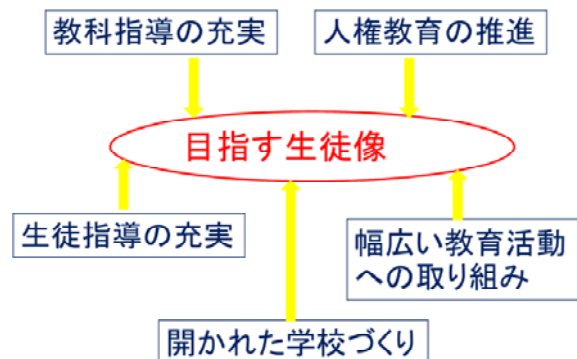 教科指導の充実
人権教育の推進
目指す生徒像
生徒指導の充実
幅広い教育活動
への取り組み
開かれた学校づくり